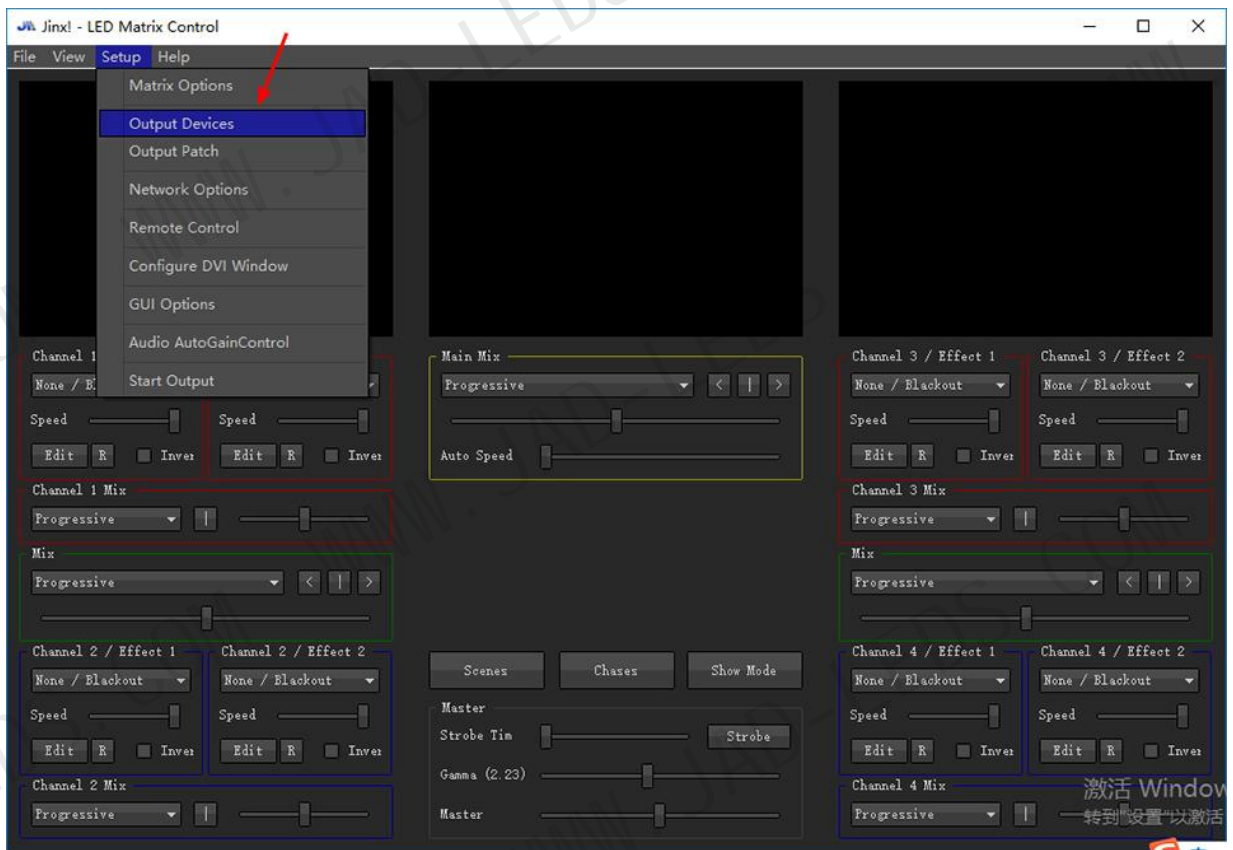 Jinx! - LED Matrix Control
File View Setup Help
Matrix Options
Output Devices
Output Patch
Network Options
Remote Control
Configure DVI Window
GUI Options
Audio AutoGainControl
Start Output
Channel 1
None / Bl
Speed Speed
Edit R Inver Edit R Inver
Channel 1 Mix
Progressive |
Mix
Progressive < | >
Channel 2 / Effect 1 Channel 2 / Effect 2
None / Blackout None / Blackout
Speed Speed
Edit R Inver Edit R Inver
Channel 2 Mix
Progressive |
Main Mix
Progressive < | >
Auto Speed
Scenes Chases Show Mode
Master
Strobe Tim Strobe
Gamma (2.23)
Master
Channel 3 / Effect 1 Channel 3 / Effect 2
None / Blackout None / Blackout
Speed Speed
Edit R Inver Edit R Inver
Channel 3 Mix
Progressive |
Mix
Progressive < | >
Channel 4 / Effect 1 Channel 4 / Effect 2
None / Blackout None / Blackout
Speed Speed
Edit R Inver Edit R Inver
Channel 4 Mix
Progressive |
激活 Window
转到"设置"以激活
WWW.JAD-LEDS.COM